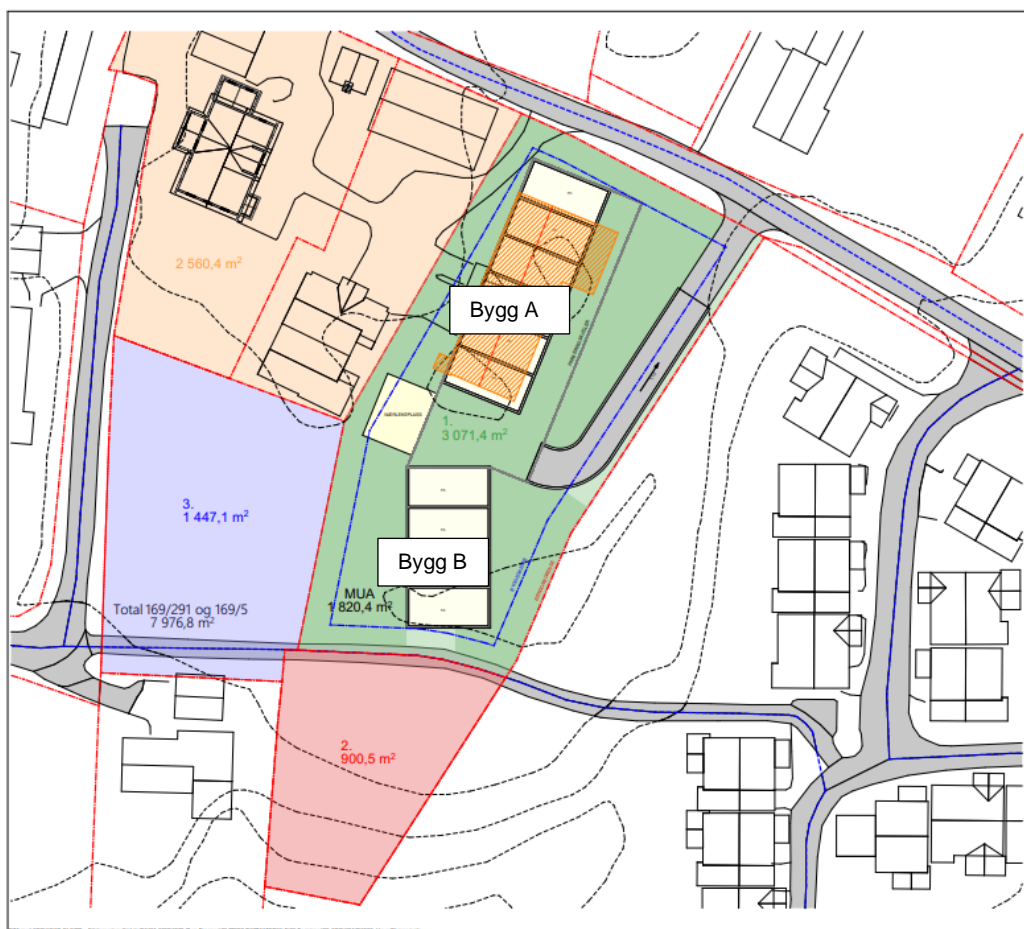 2 560,4 m²
Bygg A
NÆRLEKEPLASS
1.
3 071,4 m²
3.
1 447,1 m²
Bygg B
MUA
1 820,4 m²
Total 169/291 og 169/5
7 976,8 m²
2.
900,5 m²